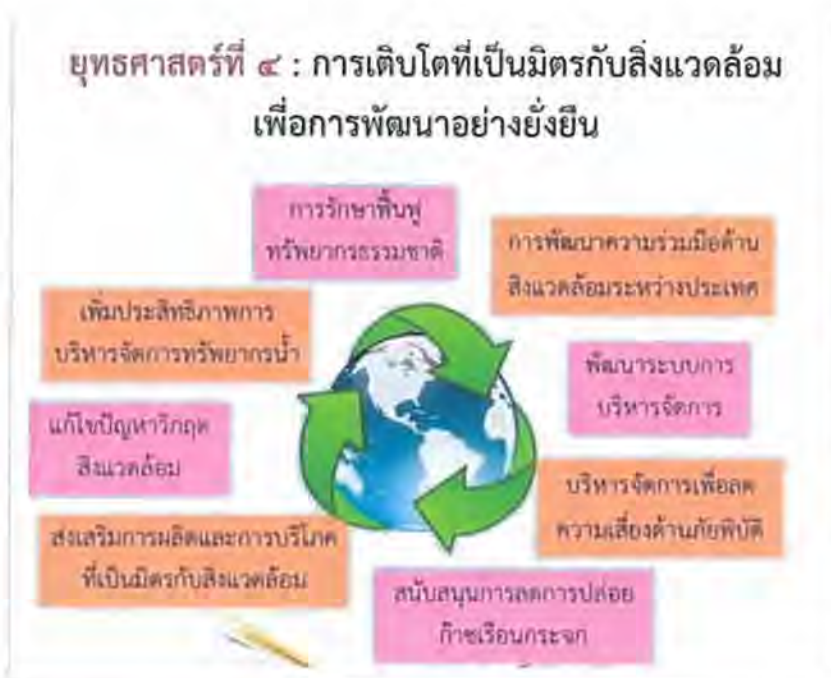 ยุทธศาสตร์ที่ ๔ : การเติบโตที่เป็นมิตรกับสิ่งแวดล้อม
เพื่อการพัฒนาอย่างยั่งยืน
การรักษาฟื้นฟู
ทรัพยากรธรรมชาติ
การพัฒนาความร่วมมือด้าน
สิ่งแวดล้อมระหว่างประเทศ
เพิ่มประสิทธิภาพการ
บริหารจัดการทรัพยากรน้ำ
พัฒนาระบบการ
บริหารจัดการ
แก้ไขปัญหาวิกฤต
สิ่งแวดล้อม
บริหารจัดการเพื่อลด
ความเสี่ยงด้านภัยพิบัติ
ส่งเสริมการผลิตและการบริโภค
ที่เป็นมิตรกับสิ่งแวดล้อม
สนับสนุนการลดการปล่อย
ก๊าซเรือนกระจก